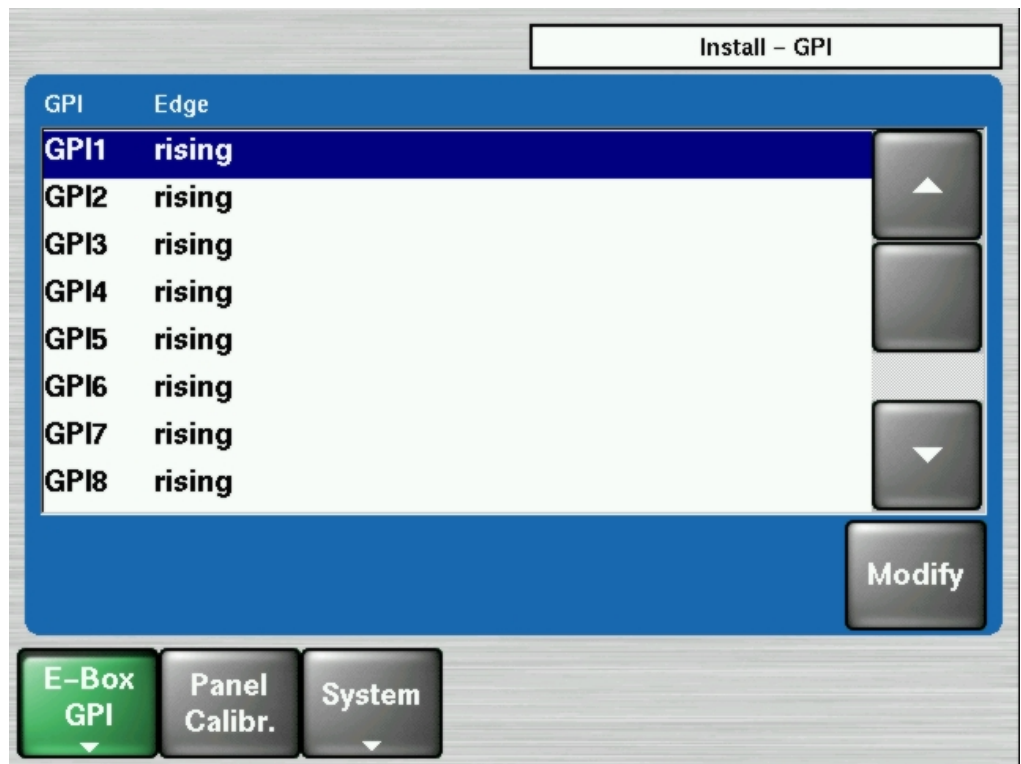 Install – GPI
GPI Edge
GPI1 rising
GPI2 rising
GPI3 rising
GPI4 rising
GPI5 rising
GPI6 rising
GPI7 rising
GPI8 rising
Modify
E–Box
GPI
Panel
Calibr.
System